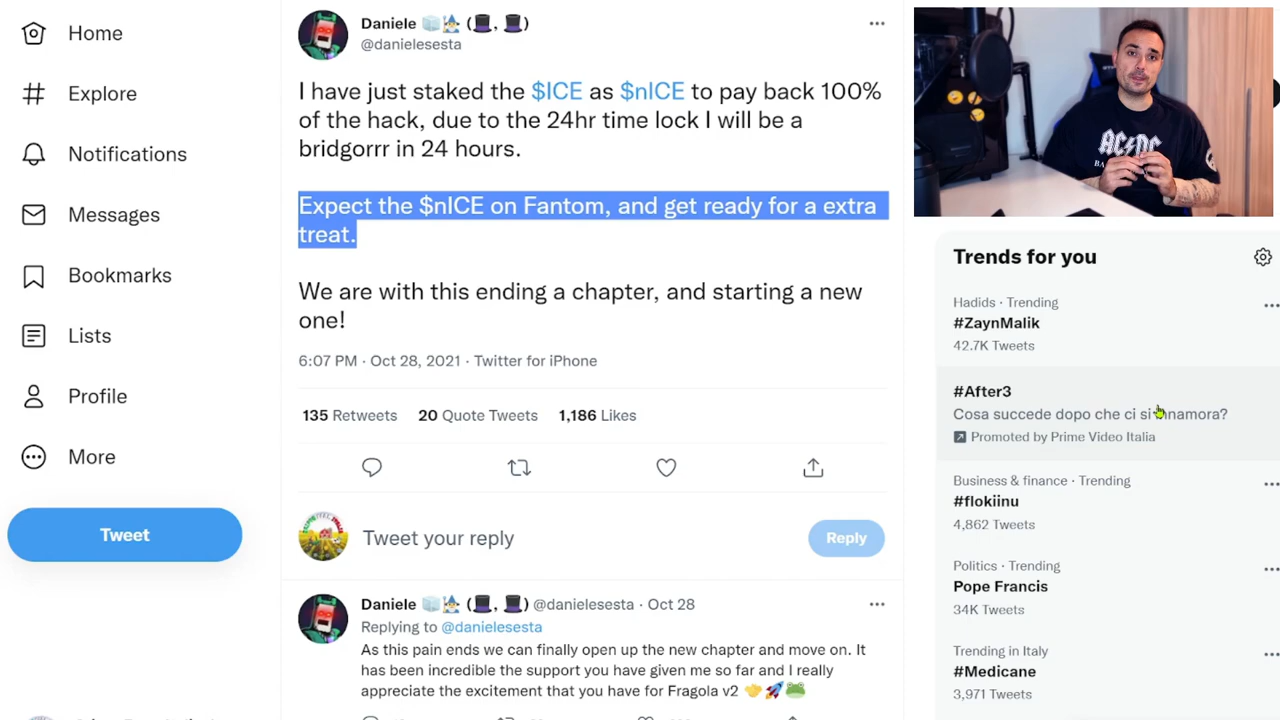 Home
Explore
Notifications
Messages
Bookmarks
Lists
Profile
More
Tweet
Daniele 🧊🧙‍♂️ (🎩, 🎩)
@danielesesta
I have just staked the $ICE as $nICE to pay back 100%
of the hack, due to the 24hr time lock I will be a
bridgorrr in 24 hours.
Expect the $nICE on Fantom, and get ready for a extra
treat.
We are with this ending a chapter, and starting a new
one!
6:07 PM · Oct 28, 2021 · Twitter for iPhone
135 Retweets 20 Quote Tweets 1,186 Likes
Tweet your reply
Reply
Daniele 🧊🧙‍♂️ (🎩, 🎩) @danielesesta · Oct 28
Replying to @danielesesta
As this pain ends we can finally open up the new chapter and move on. It
has been incredible the support you have given me so far and I really
appreciate the excitement that you have for Fragola v2 🤝🚀🐸
AC/DC
Trends for you
Hadids · Trending
#ZaynMalik
42.7K Tweets
#After3
Cosa succede dopo che ci si innamora?
Promoted by Prime Video Italia
Business & finance · Trending
#flokiinu
4,862 Tweets
Politics · Trending
Pope Francis
34K Tweets
Trending in Italy
#Medicane
3,971 Tweets